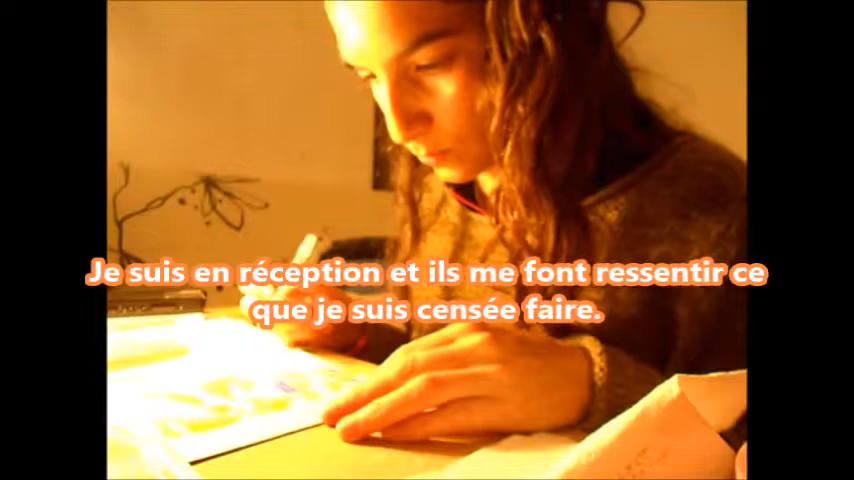 Je suis en réception et ils me font ressentir ce
que je suis censée faire.